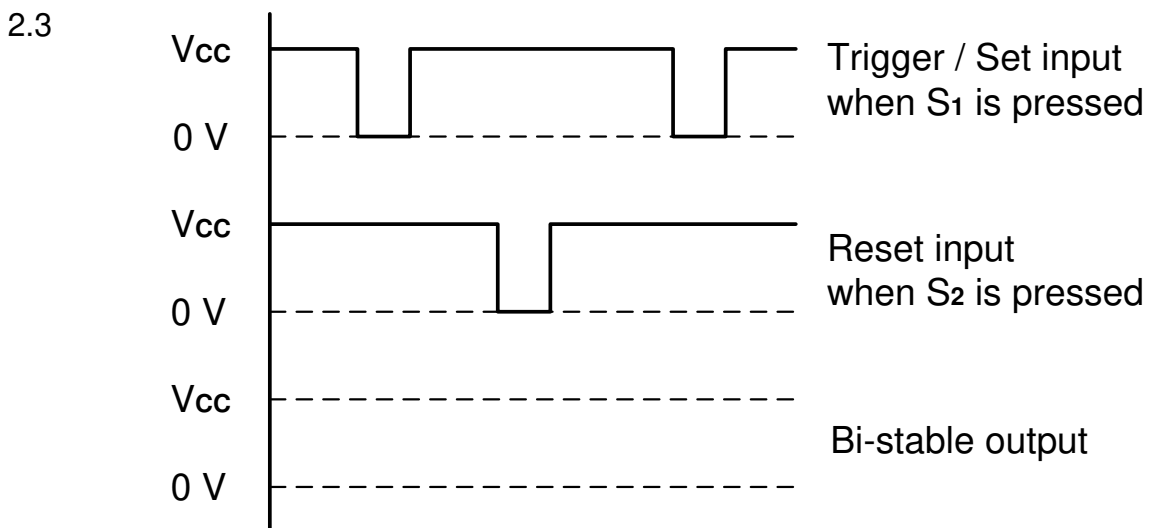 2.3
Vcc
Trigger / Set input
when S1 is pressed
0 V
Vcc
Reset input
when S2 is pressed
0 V
Vcc
Bi-stable output
0 V